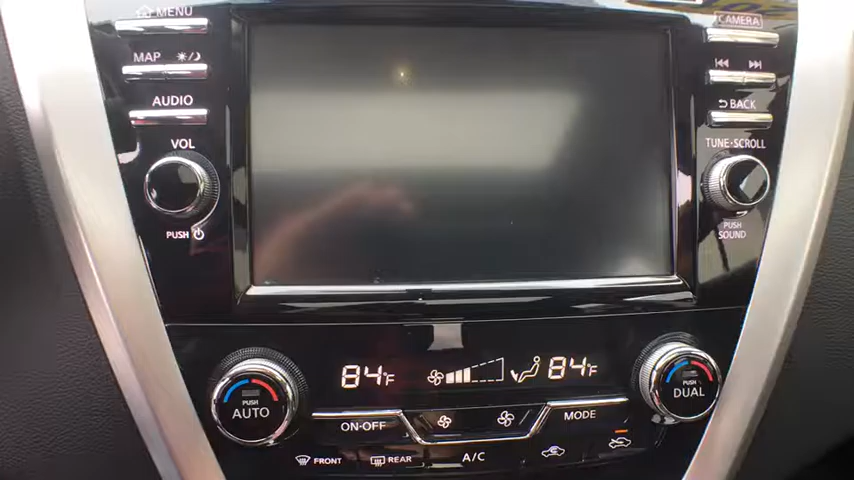 MENU
CAMERA
MAP
AUDIO
BACK
VOL
TUNE·SCROLL
PUSH
PUSH
SOUND
84°F
84°F
PUSH
AUTO
PUSH
DUAL
ON·OFF
MODE
FRONT
REAR
A/C